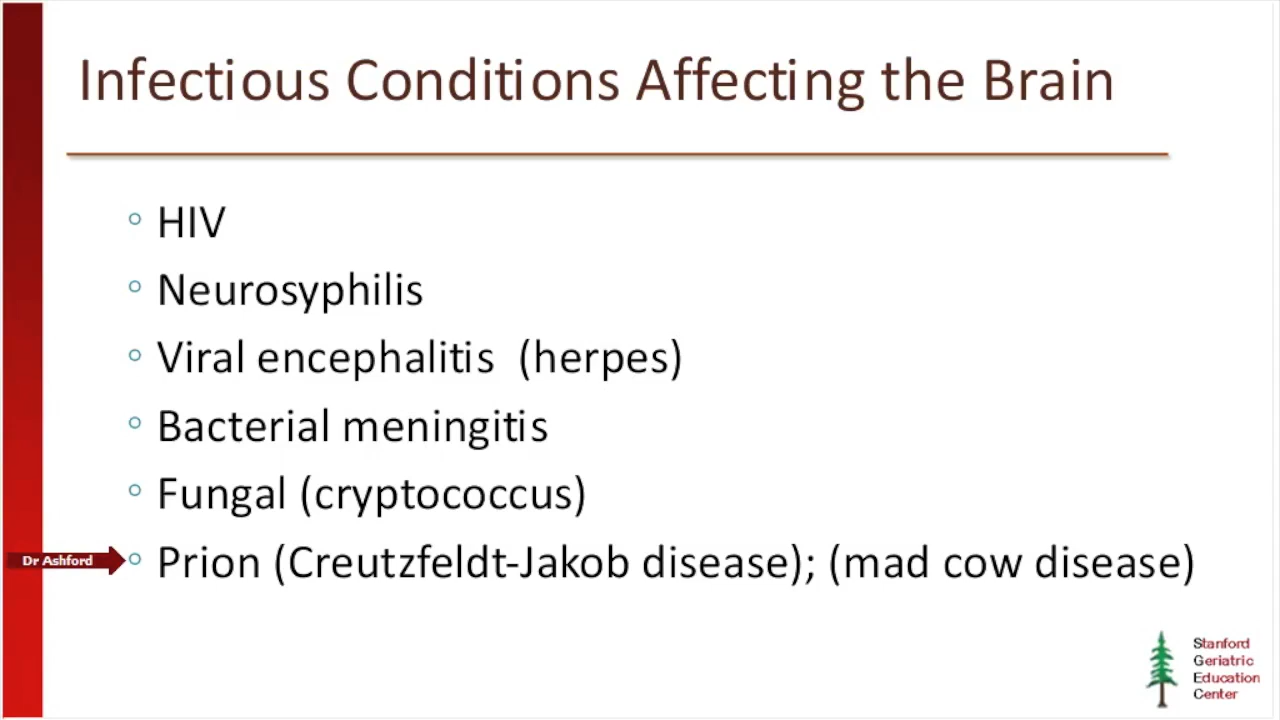 Infectious Conditions Affecting the Brain
HIV
Neurosyphilis
Viral encephalitis (herpes)
Bacterial meningitis
Fungal (cryptococcus)
Dr Ashford
Prion (Creutzfeldt-Jakob disease); (mad cow disease)
Stanford
Geriatric
Education
Center